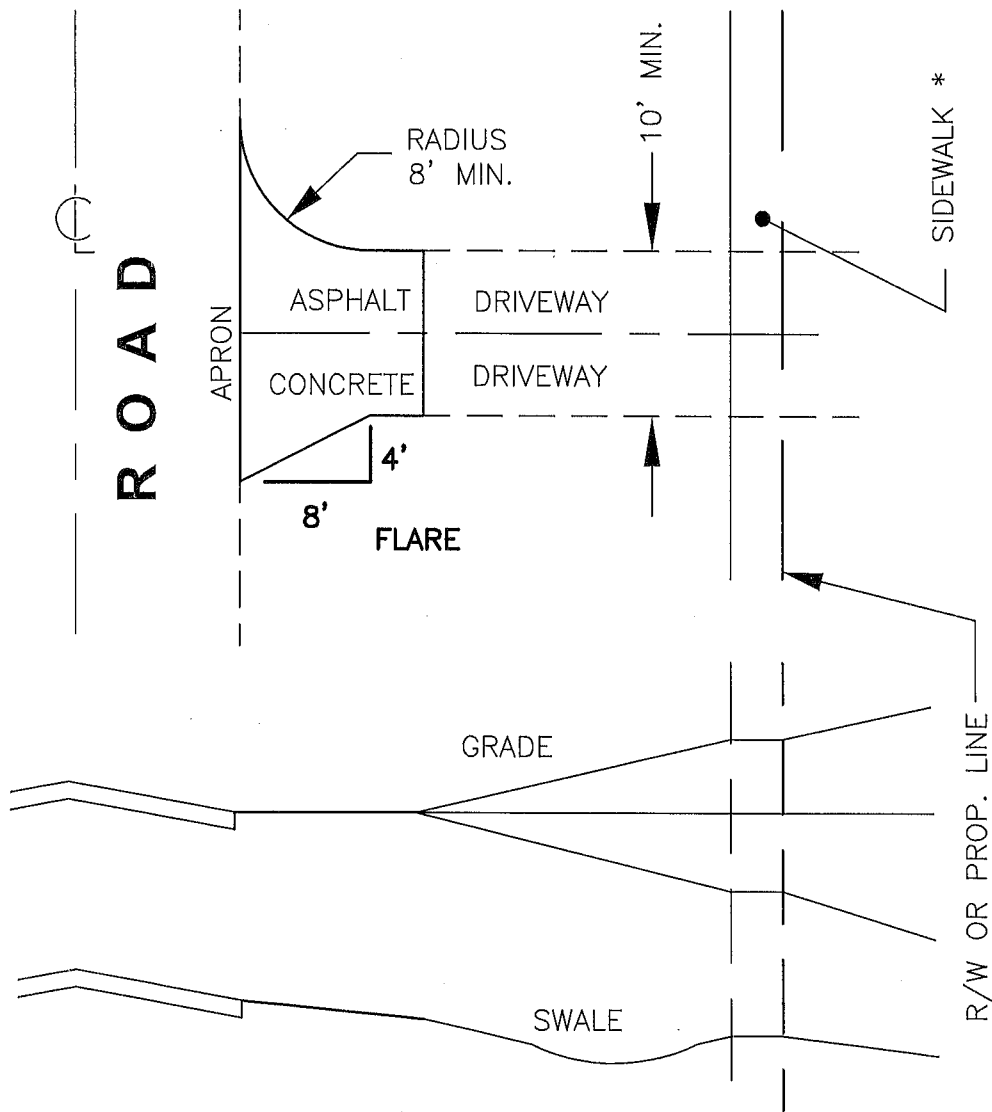 RADIUS
8' MIN.
10' MIN.
SIDEWALK *
℄
ROAD
APRON
ASPHALT
DRIVEWAY
CONCRETE
DRIVEWAY
4'
8'
FLARE
GRADE
R/W OR PROP. LINE
SWALE